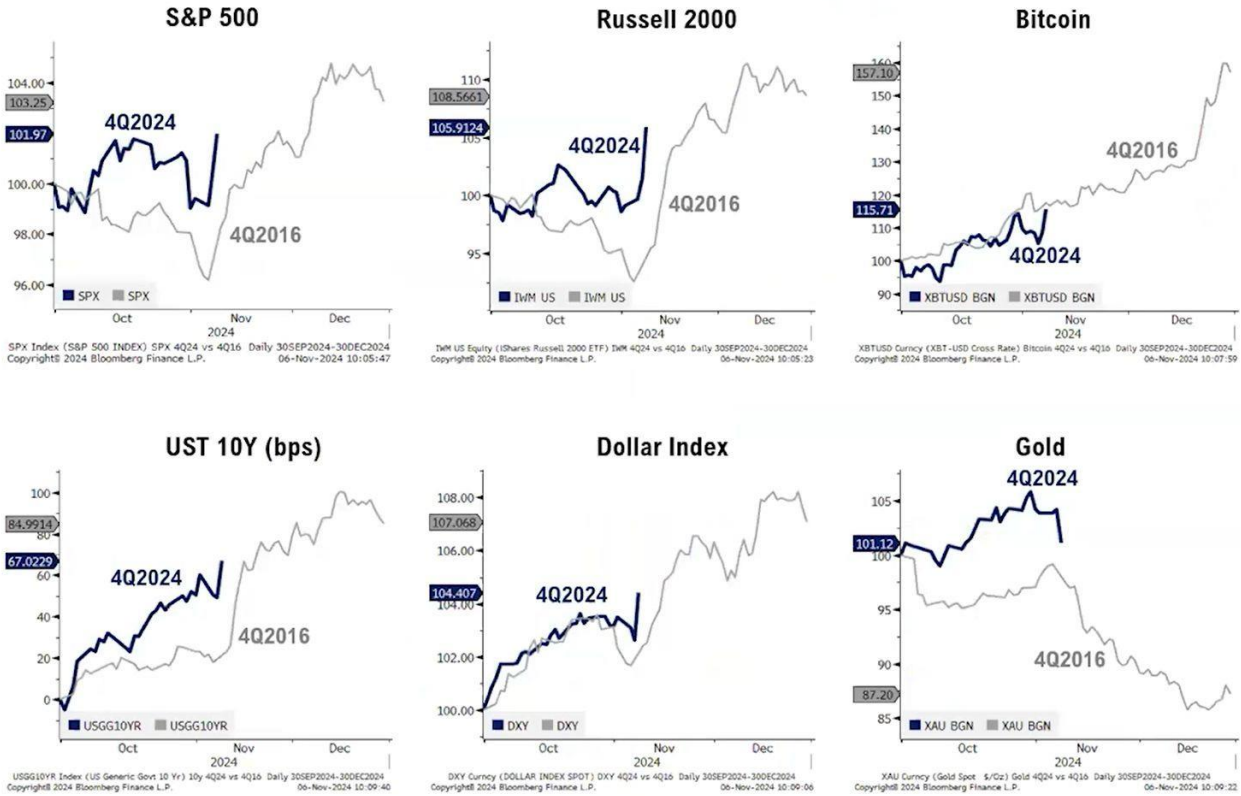 S&P 500
104.00
103.25
101.97
100.00
98.00
96.00
4Q2024
4Q2016
SPX SPX
Oct Nov Dec
2024
SPX Index (S&P 500 INDEX) SPX 4Q24 vs 4Q16 Daily 30SEP2024-30DEC2024
Copyright© 2024 Bloomberg Finance L.P. 06-Nov-2024 10:05:47
Russell 2000
110
108.5661
105.9124
105
100
95
4Q2024
4Q2016
IWM US IWM US
Oct Nov Dec
2024
IWM US Equity (iShares Russell 2000 ETF) IWM 4Q24 vs 4Q16 Daily 30SEP2024-30DEC2024
Copyright© 2024 Bloomberg Finance L.P. 06-Nov-2024 10:05:23
Bitcoin
160
157.10
150
140
130
120
115.71
110
100
90
4Q2016
4Q2024
XBTUSD BGN XBTUSD BGN
Oct Nov Dec
2024
XBTUSD Curncy (XBT-USD Cross Rate) Bitcoin 4Q24 vs 4Q16 Daily 30SEP2024-30DEC2024
Copyright© 2024 Bloomberg Finance L.P. 06-Nov-2024 10:07:59
UST 10Y (bps)
100
84.9914
80
67.0229
60
40
20
0
4Q2024
4Q2016
USGG10YR USGG10YR
Oct Nov Dec
2024
USGG10YR Index (US Generic Govt 10 Yr) 10y 4Q24 vs 4Q16 Daily 30SEP2024-30DEC2024
Copyright© 2024 Bloomberg Finance L.P. 06-Nov-2024 10:09:40
Dollar Index
108.00
107.068
106.00
104.407
104.00
102.00
100.00
4Q2024
4Q2016
DXY DXY
Oct Nov Dec
2024
DXY Curncy (DOLLAR INDEX SPOT) DXY 4Q24 vs 4Q16 Daily 30SEP2024-30DEC2024
Copyright© 2024 Bloomberg Finance L.P. 06-Nov-2024 10:09:06
Gold
105
101.12
100
95
90
87.20
85
4Q2024
4Q2016
XAU BGN XAU BGN
Oct Nov Dec
2024
XAU Curncy (Gold Spot $/Oz) Gold 4Q24 vs 4Q16 Daily 30SEP2024-30DEC2024
Copyright© 2024 Bloomberg Finance L.P. 06-Nov-2024 10:09:22